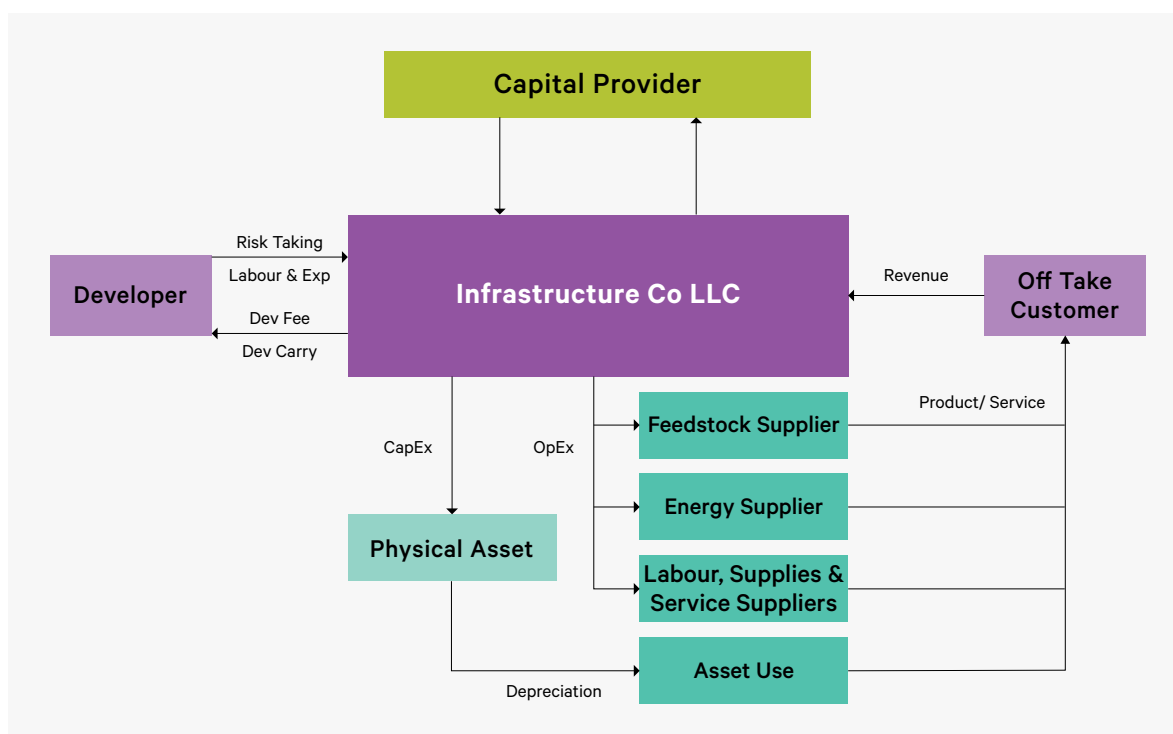 Capital Provider
Risk Taking
Labour & Exp
Developer
Dev Fee
Dev Carry
Infrastructure Co LLC
Revenue
Off Take
Customer
CapEx
OpEx
Feedstock Supplier
Product/ Service
Energy Supplier
Physical Asset
Labour, Supplies &
Service Suppliers
Asset Use
Depreciation